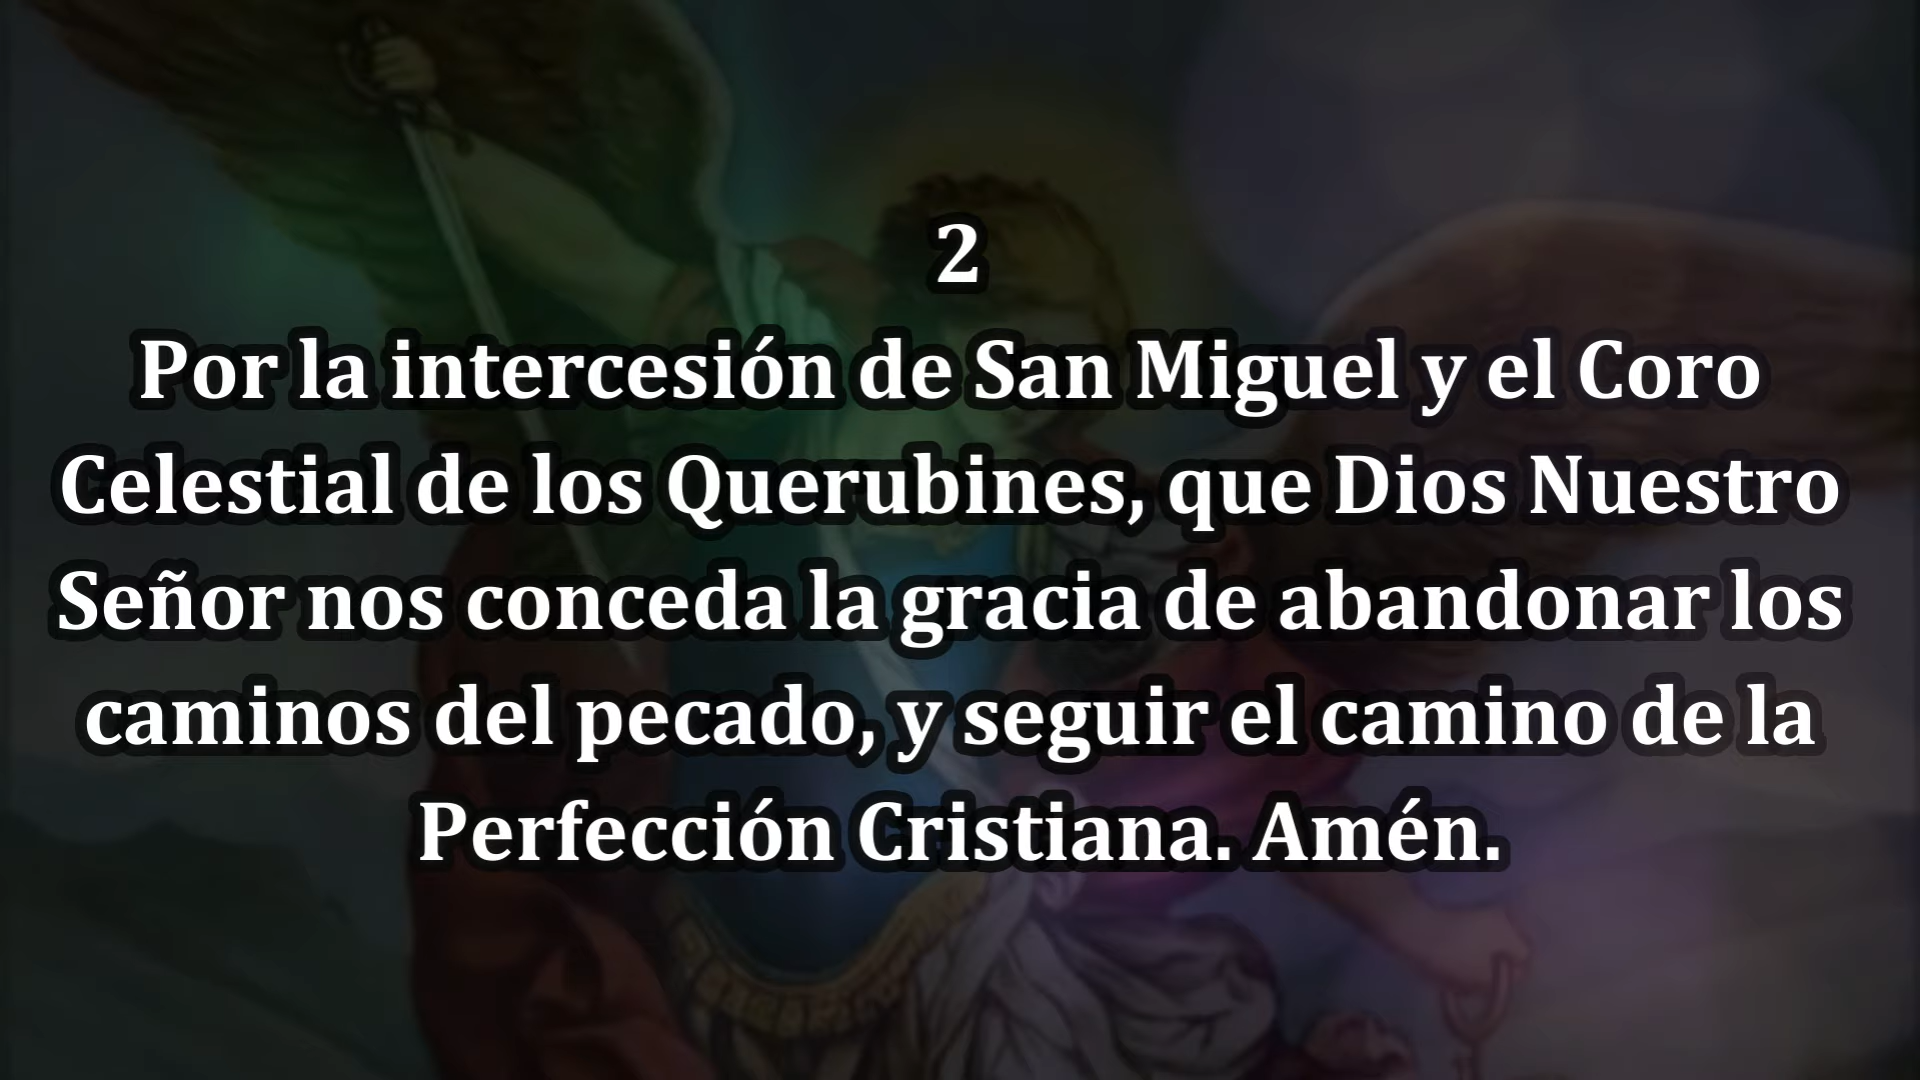 2
Por la intercesión de San Miguel y el Coro
Celestial de los Querubines, que Dios Nuestro
Señor nos conceda la gracia de abandonar los
caminos del pecado, y seguir el camino de la
Perfección Cristiana. Amén.